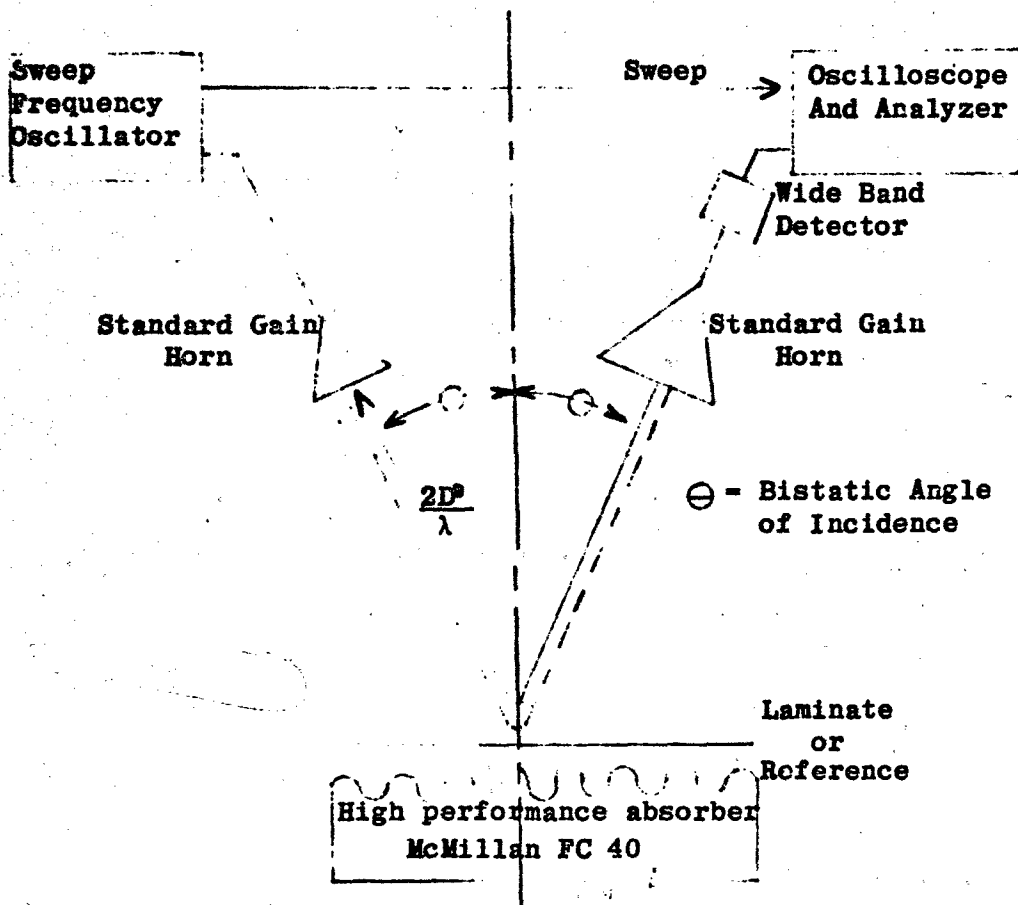 Sweep
Frequency
Oscillator
Sweep
Oscilloscope
And Analyzer
Wide Band
Detector
Standard Gain
Horn
Standard Gain
Horn
Θ
Θ
2D²
λ
Θ = Bistatic Angle
of Incidence
Laminate
or
Reference
High performance absorber
McMillan FC 40